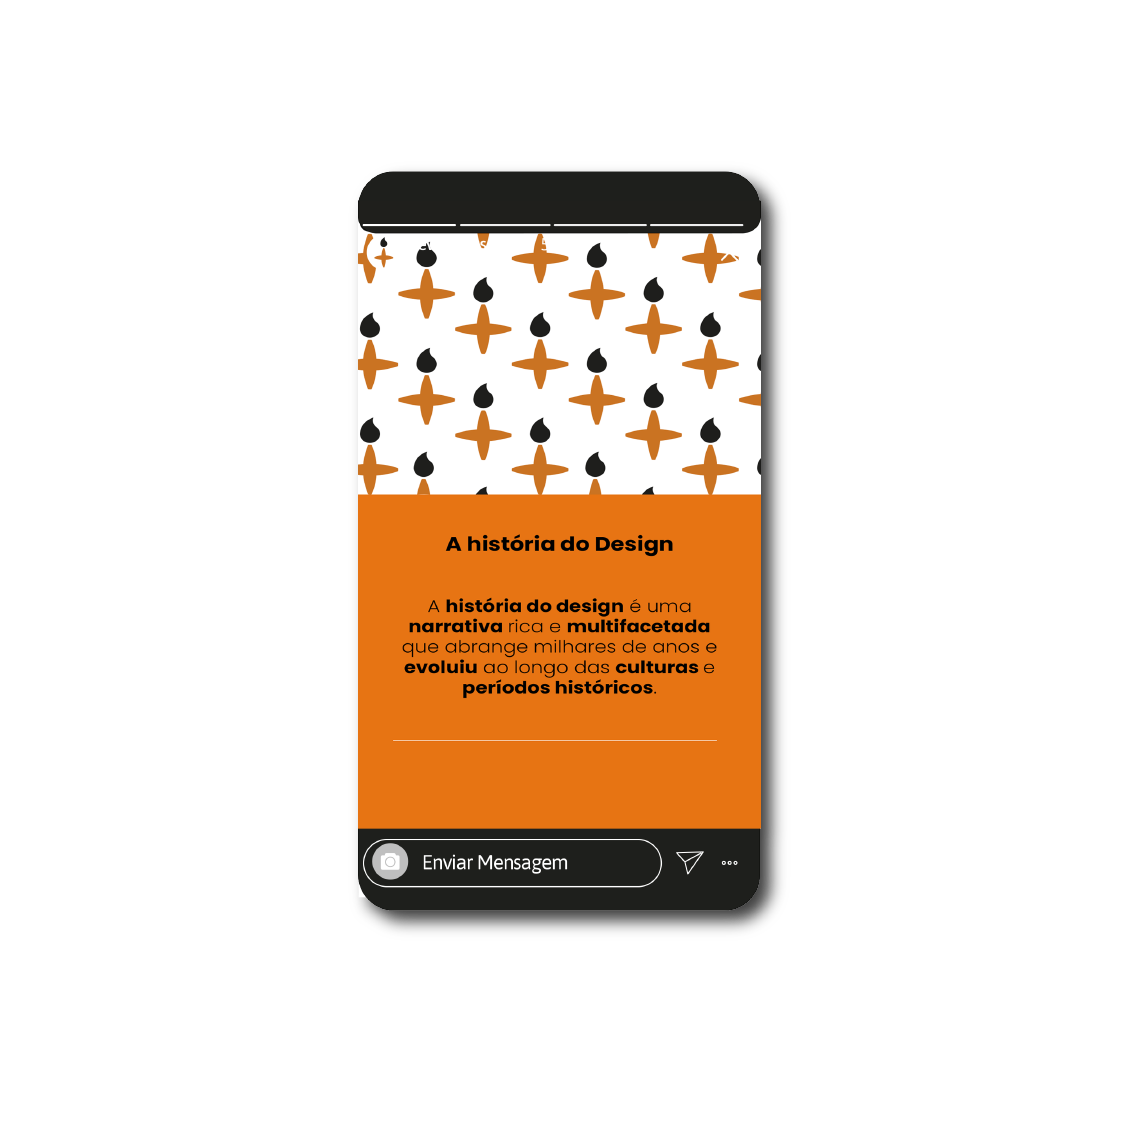 A história do Design
A história do design é uma
narrativa rica e multifacetada
que abrange milhares de anos e
evoluiu ao longo das culturas e
períodos históricos.
Enviar Mensagem